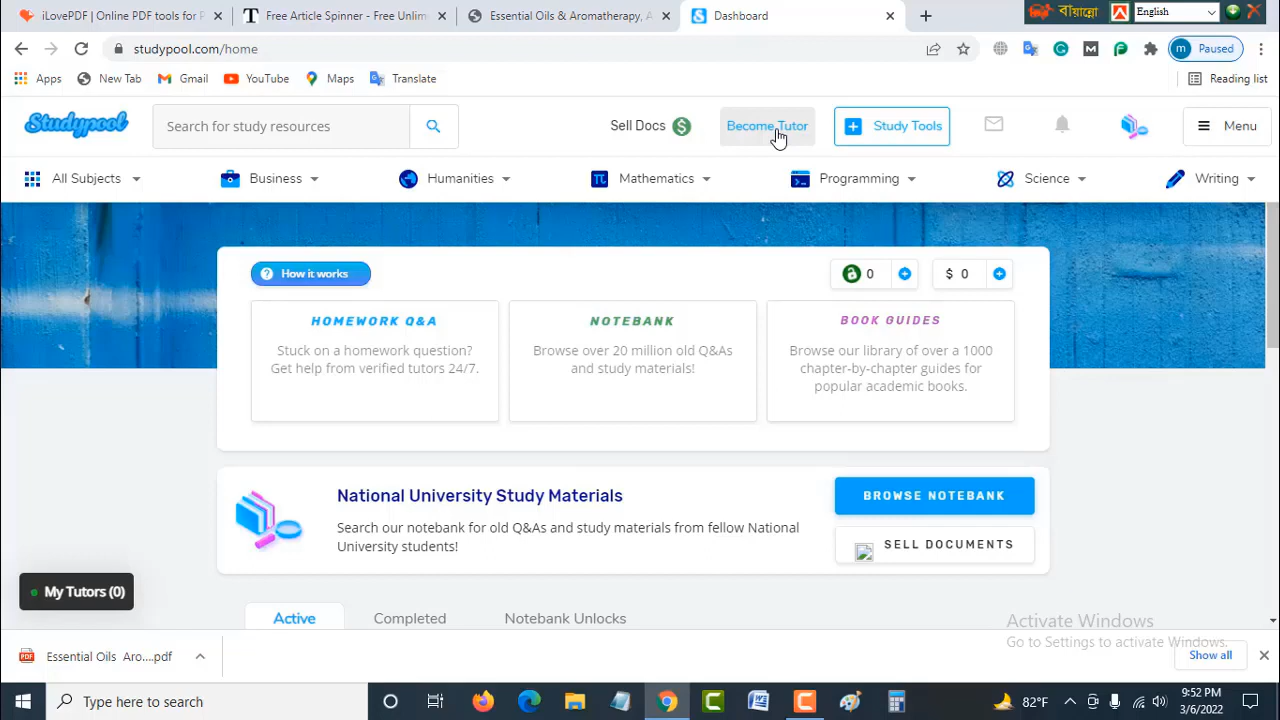 iLovePDF | Online PDF tools for P
Free Article Spinner - Best Uniqu
Essential Oils & Aromatherapy, A
Dashboard
বায়ান্নো
English
studypool.com/home
Paused
Apps
New Tab
Gmail
YouTube
Maps
Translate
Reading list
Studypool
Search for study resources
Sell Docs
Become Tutor
Study Tools
Menu
All Subjects
Business
Humanities
Mathematics
Programming
Science
Writing
How it works
0
$ 0
HOMEWORK Q&A
Stuck on a homework question?
Get help from verified tutors 24/7.
NOTEBANK
Browse over 20 million old Q&As
and study materials!
BOOK GUIDES
Browse our library of over a 1000
chapter-by-chapter guides for
popular academic books.
National University Study Materials
Search our notebank for old Q&As and study materials from fellow National
University students!
BROWSE NOTEBANK
SELL DOCUMENTS
My Tutors (0)
Active
Completed
Notebank Unlocks
Activate Windows
Go to Settings to activate Windows.
Essential Oils Aro....pdf
Show all
Type here to search
82°F
9:52 PM
3/6/2022